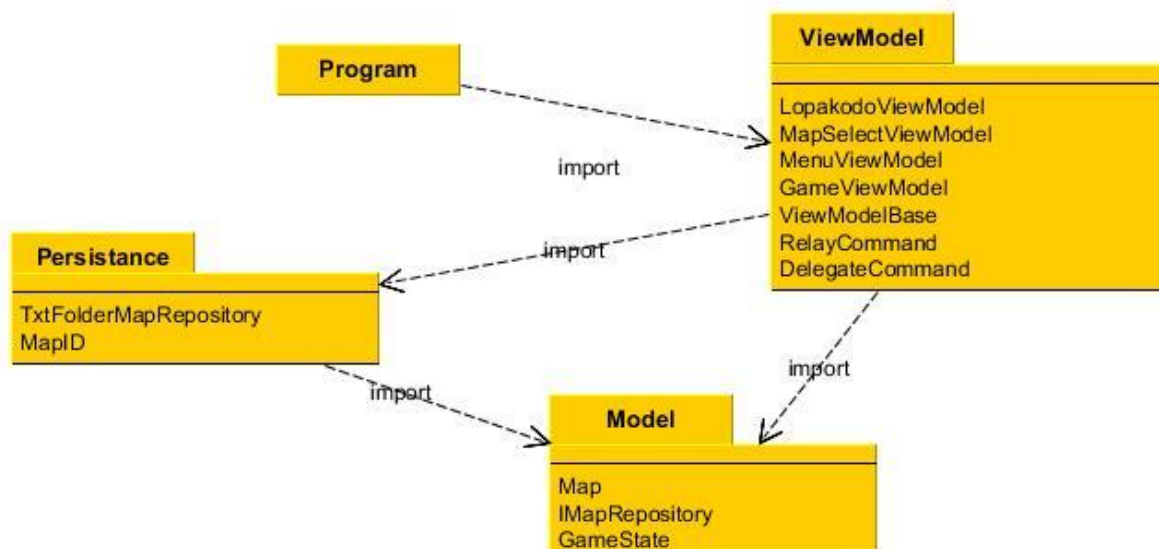 Program
ViewModel
LopakodoViewModel
MapSelectViewModel
MenuViewModel
GameViewModel
ViewModelBase
RelayCommand
DelegateCommand
import
import
Persistance
TxtFolderMapRepository
MapID
import
import
Model
Map
IMapRepository
GameState